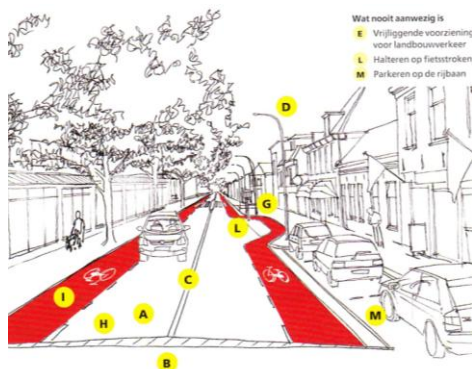 Wat nooit aanwezig is
E Vrijliggende voorziening
voor landbouwverkeer
L Halteren op fietsstroken
M Parkeren op de rijbaan
D
G
L
C
I
A
H
M
B